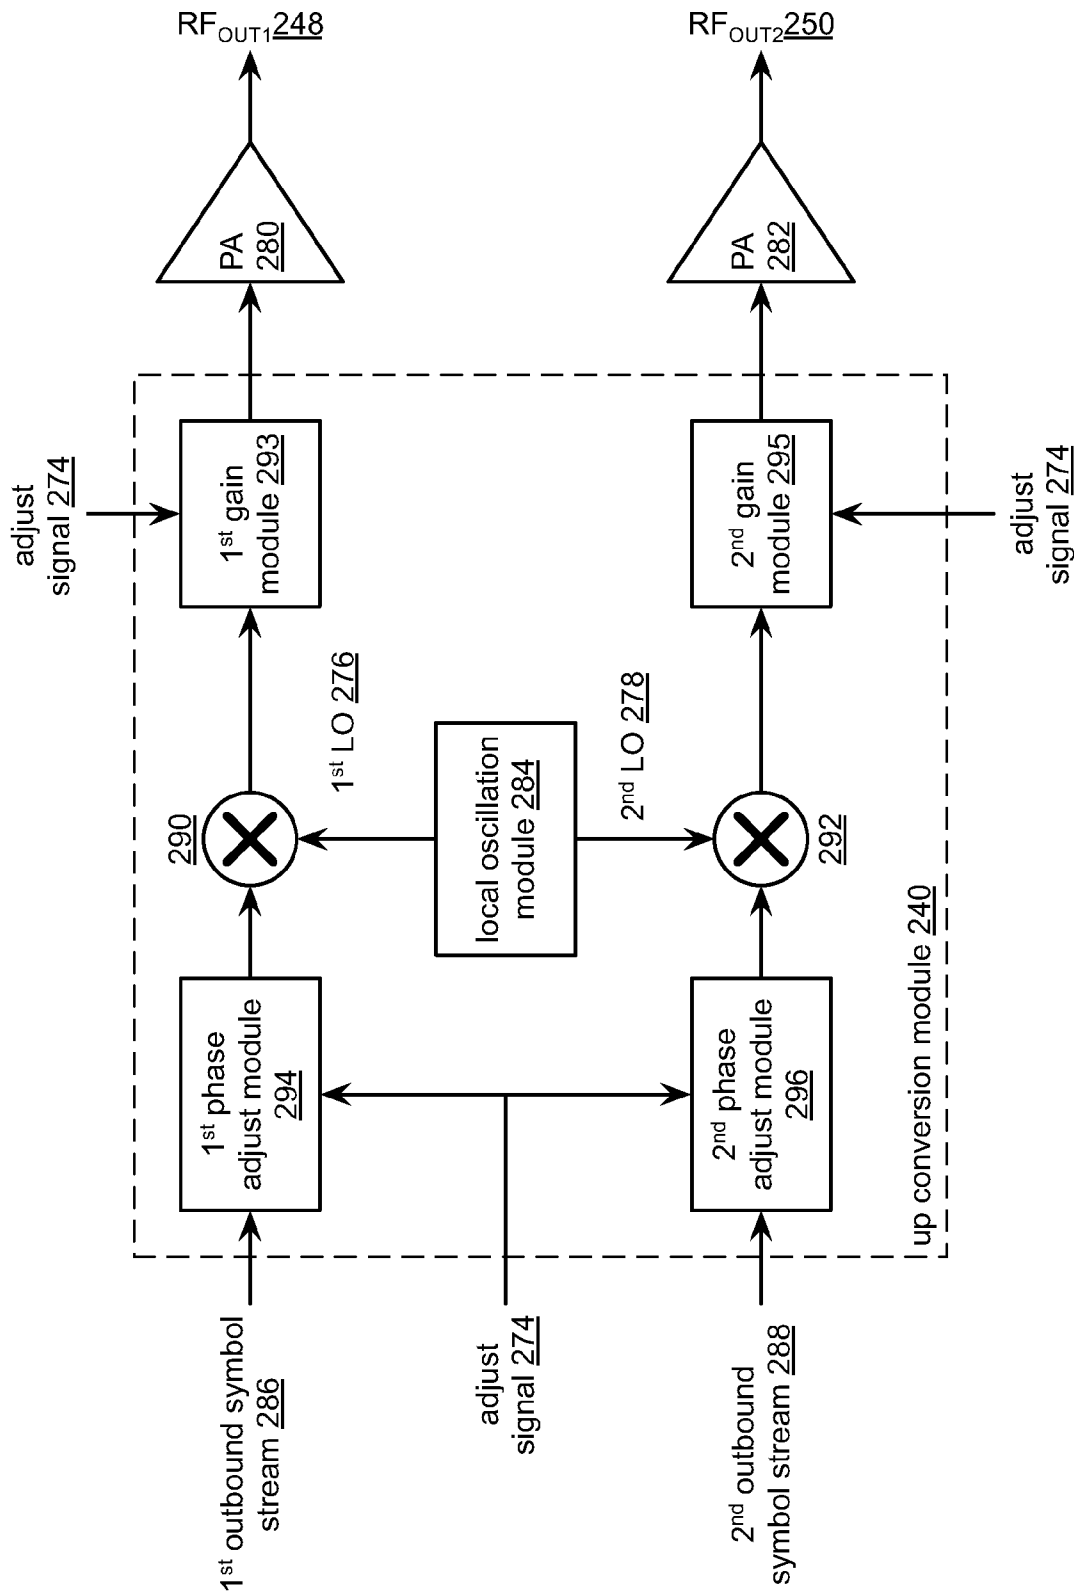 1st outbound symbol
stream 286
adjust
signal 274
2nd outbound
symbol stream 288
1st phase
adjust module
294
2nd phase
adjust module
296
290
292
local oscillation
module 284
1st LO 276
2nd LO 278
1st gain
module 293
2nd gain
module 295
adjust
signal 274
adjust
signal 274
up conversion module 240
PA
280
PA
282
RFOUT1 248
RFOUT2 250